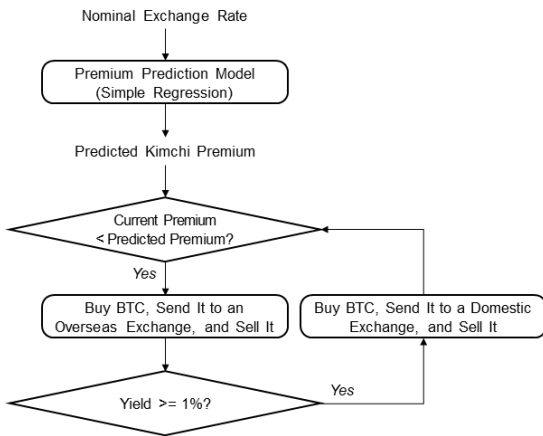 Nominal Exchange Rate
Premium Prediction Model
(Simple Regression)
Predicted Kimchi Premium
Current Premium
< Predicted Premium?
Yes
Buy BTC, Send It to an
Overseas Exchange, and Sell It
Buy BTC, Send It to a Domestic
Exchange, and Sell It
Yield >= 1%?
Yes